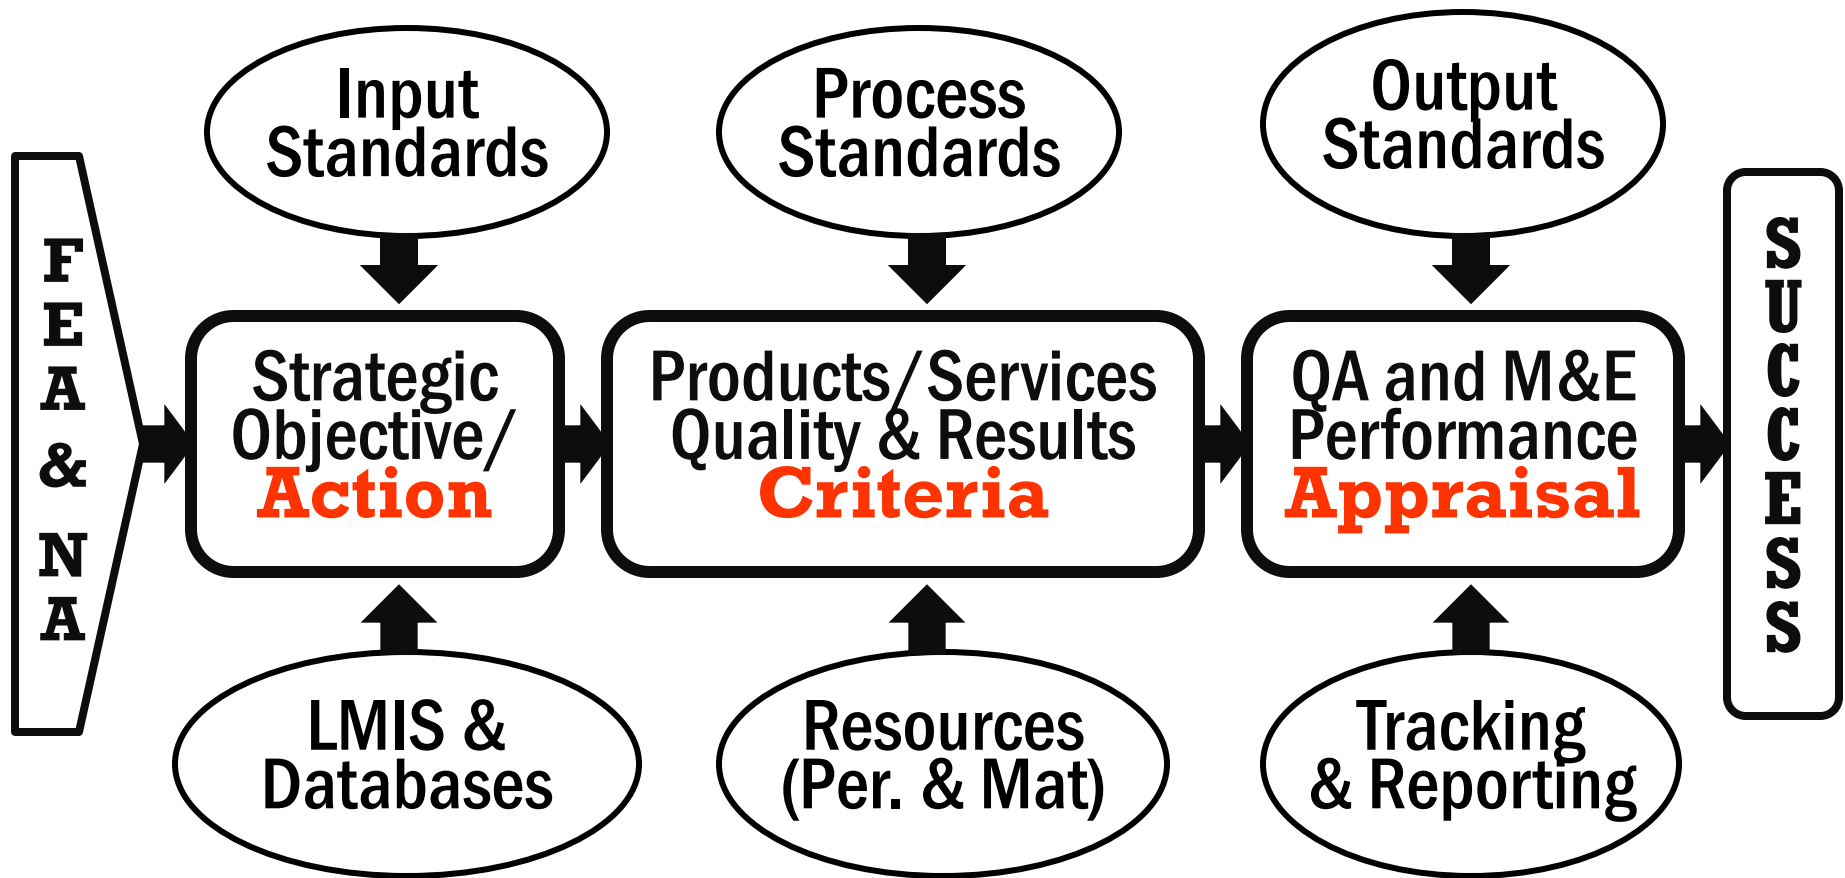 Input
Standards
Process
Standards
Output
Standards
FEA & NA
Strategic
Objective/
Action
Products/Services
Quality & Results
Criteria
QA and M&E
Performance
Appraisal
SUCCESS
LMIS &
Databases
Resources
(Per. & Mat)
Tracking
& Reporting